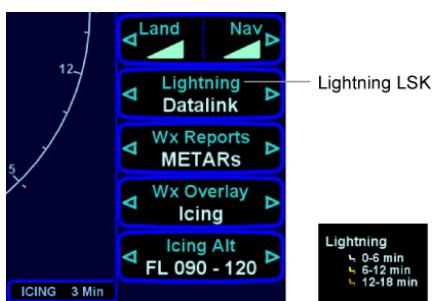 Land Nav
12
Lightning
Datalink
Lightning LSK
Wx Reports
METARs
Wx Overlay
Icing
5
Icing Alt
FL 090 - 120
ICING 3 Min
Lightning
0-6 min
6-12 min
12-18 min